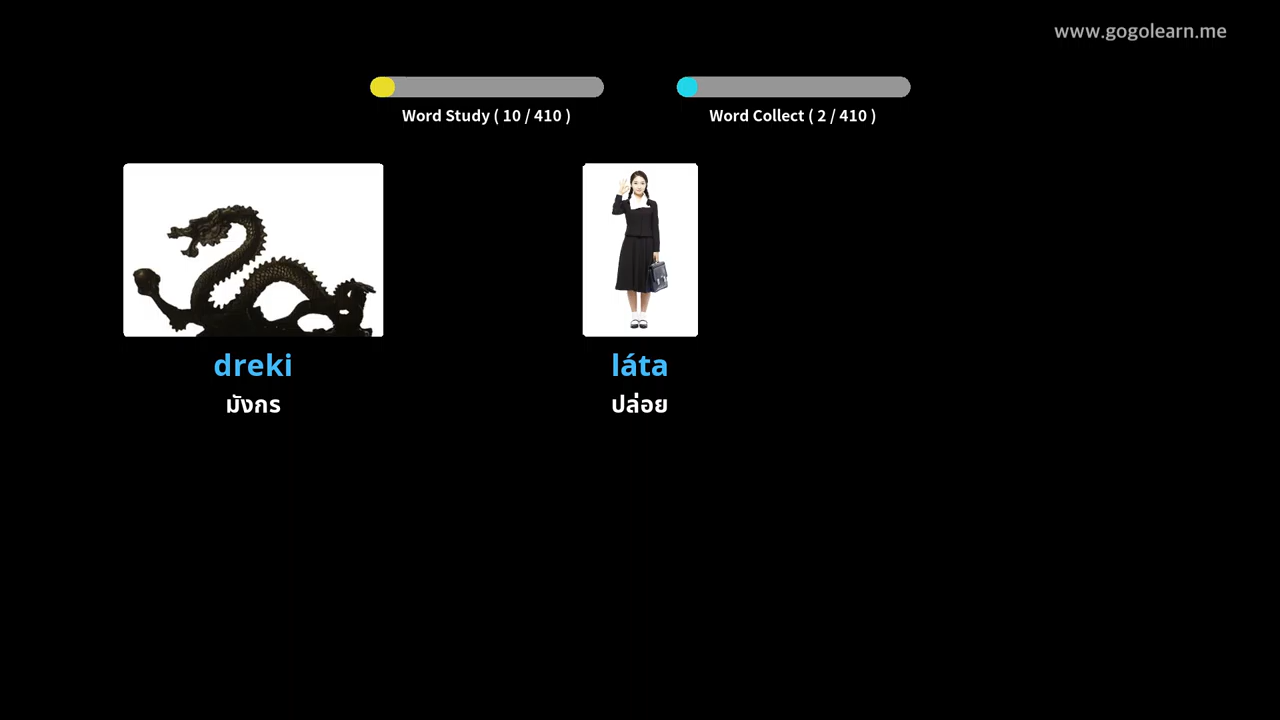 www.gogolearn.me
Word Study ( 10 / 410 )
Word Collect ( 2 / 410 )
dreki
มังกร
láta
ปล่อย